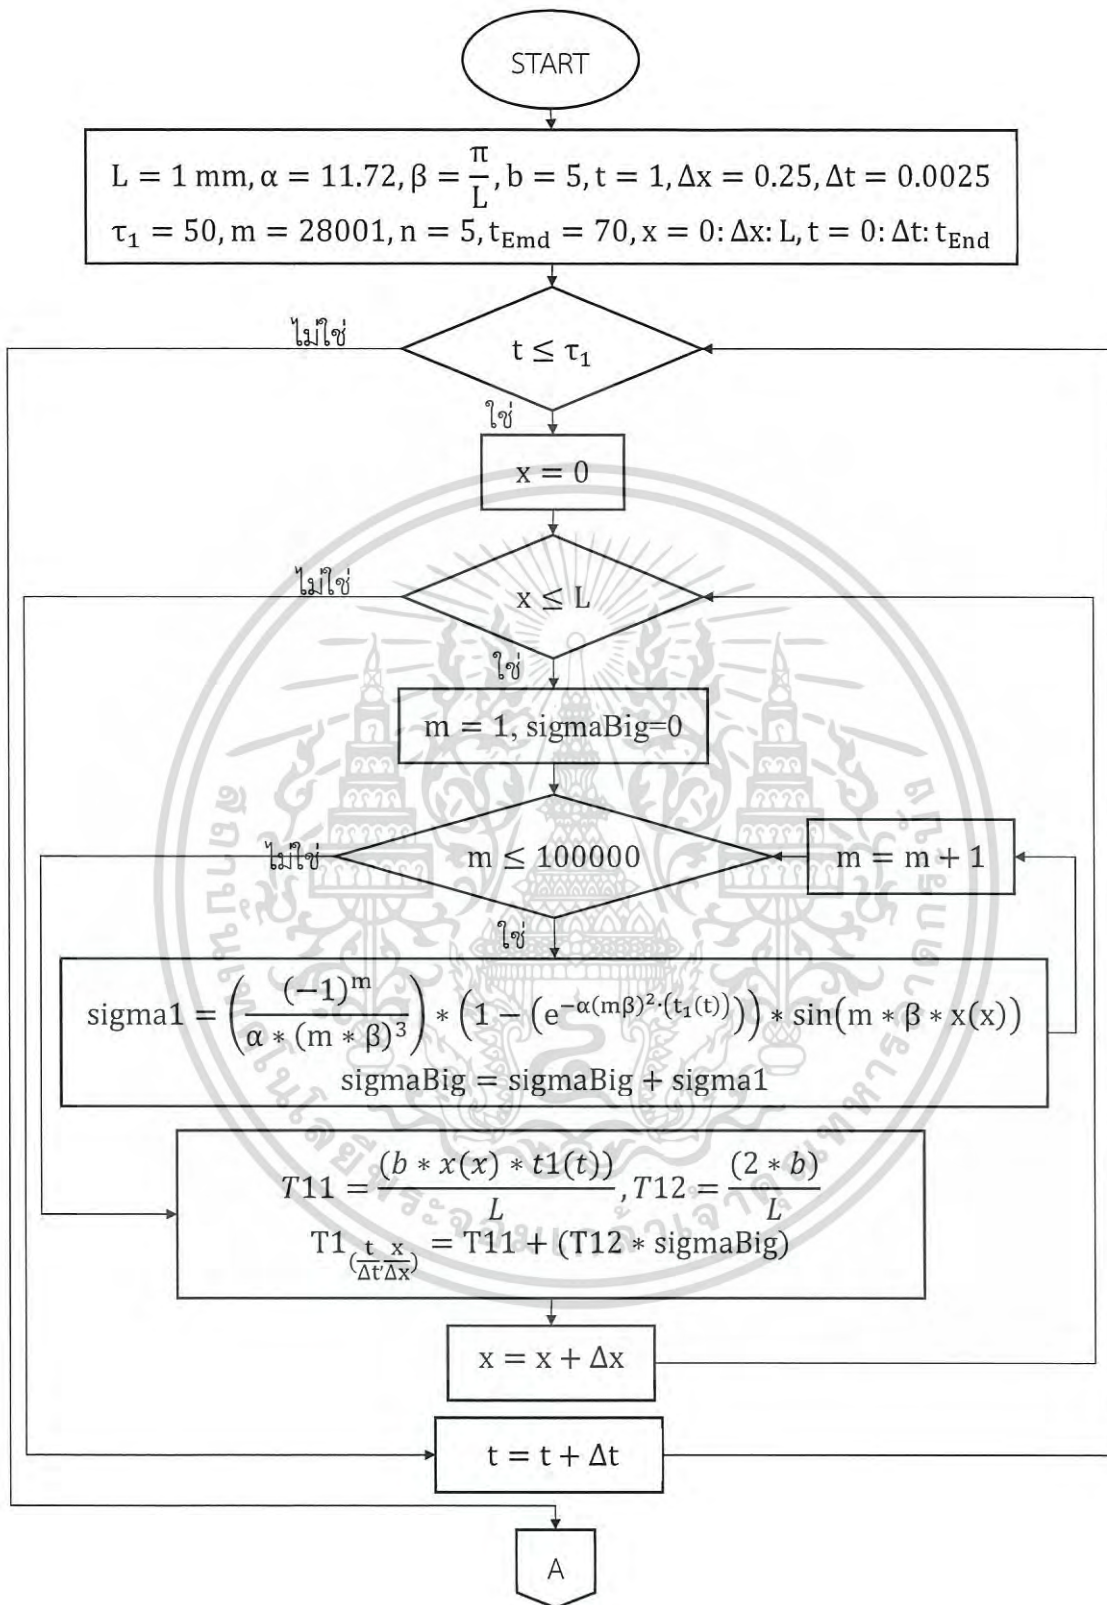 START
L = 1 mm, α = 11.72, β = π/L, b = 5, t = 1, Δx = 0.25, Δt = 0.0025
τ₁ = 50, m = 28001, n = 5, t_Emd = 70, x = 0: Δx: L, t = 0: Δt: t_End
ไม่ใช่
t ≤ τ₁
ใช่
x = 0
ไม่ใช่
x ≤ L
ใช่
m = 1, sigmaBig=0
ไม่ใช่
m ≤ 100000
m = m + 1
ใช่
sigma1 = ((-1)^m / (α * (m * β)^3)) * (1 − (e^{−α(mβ)^2·(t₁(t))})) * sin(m * β * x(x))
sigmaBig = sigmaBig + sigma1
T11 = (b * x(x) * t1(t)) / L, T12 = (2 * b) / L
T1_(t/Δt, x/Δx) = T11 + (T12 * sigmaBig)
x = x + Δx
t = t + Δt
A